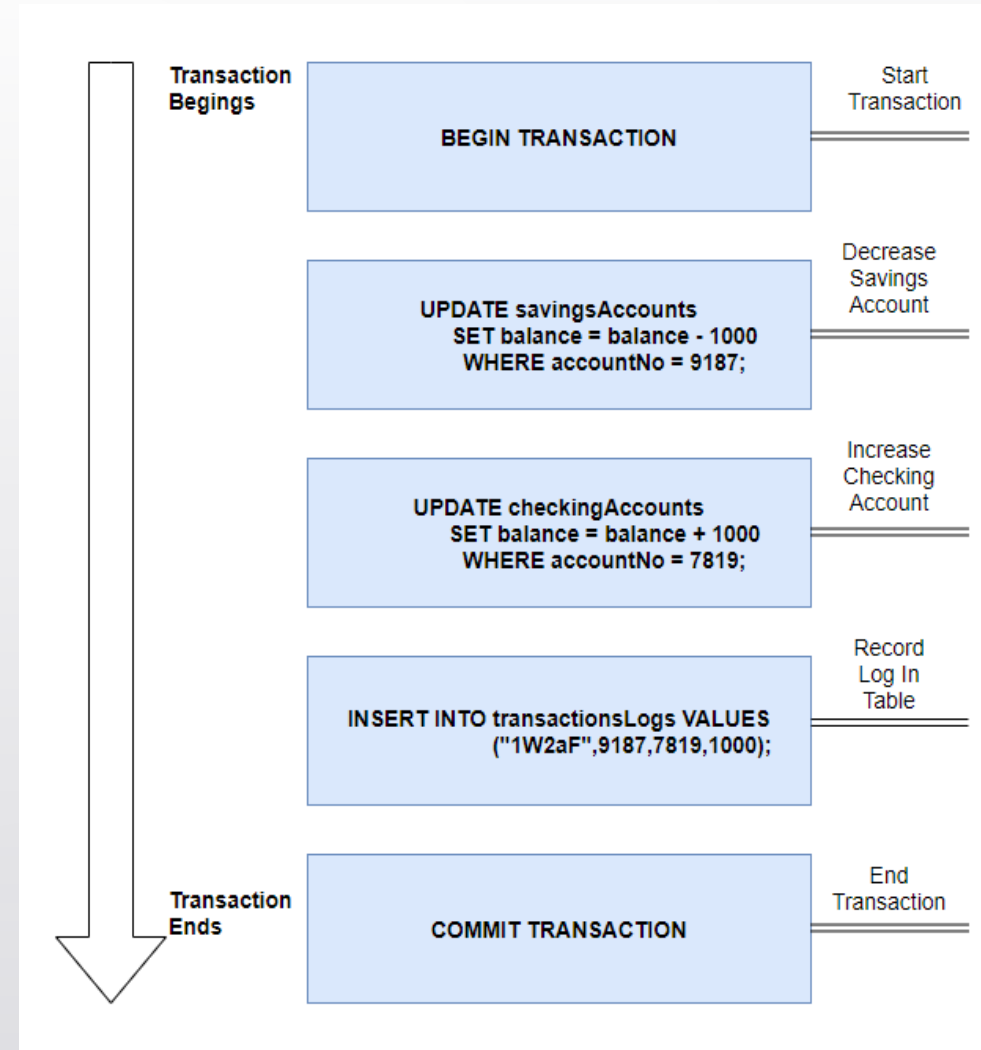 Transaction
Begings
BEGIN TRANSACTION
Start
Transaction
UPDATE savingsAccounts
SET balance = balance - 1000
WHERE accountNo = 9187;
Decrease
Savings
Account
UPDATE checkingAccounts
SET balance = balance + 1000
WHERE accountNo = 7819;
Increase
Checking
Account
INSERT INTO transactionsLogs VALUES
("1W2aF",9187,7819,1000);
Record
Log In
Table
Transaction
Ends
COMMIT TRANSACTION
End
Transaction